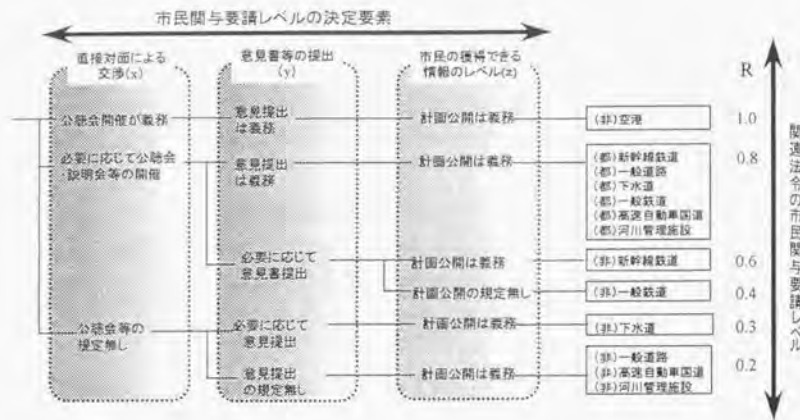 市民関与要請レベルの決定要素
直接対面による
交渉(x)
意見書等の提出
(y)
市民の獲得できる
情報のレベル(z)
R
公聴会開催が義務
意見提出
は義務
計画公開は義務
(非)空港
1.0
必要に応じて公聴会
・説明会等の開催
意見提出
は義務
計画公開は義務
(都)新幹線鉄道
(都)一般道路
(都)下水道
(都)一般鉄道
(都)高速自動車国道
(都)河川管理施設
0.8
必要に応じて
意見書提出
計画公開は義務
(非)新幹線鉄道
0.6
計画公開の規定無し
(非)一般鉄道
0.4
公聴会等の
規定無し
必要に応じて
意見提出
計画公開は義務
(非)下水道
0.3
意見提出
の規定無し
計画公開は義務
(非)一般道路
(非)高速自動車国道
(非)河川管理施設
0.2
関連法令の市民関与要請レベル